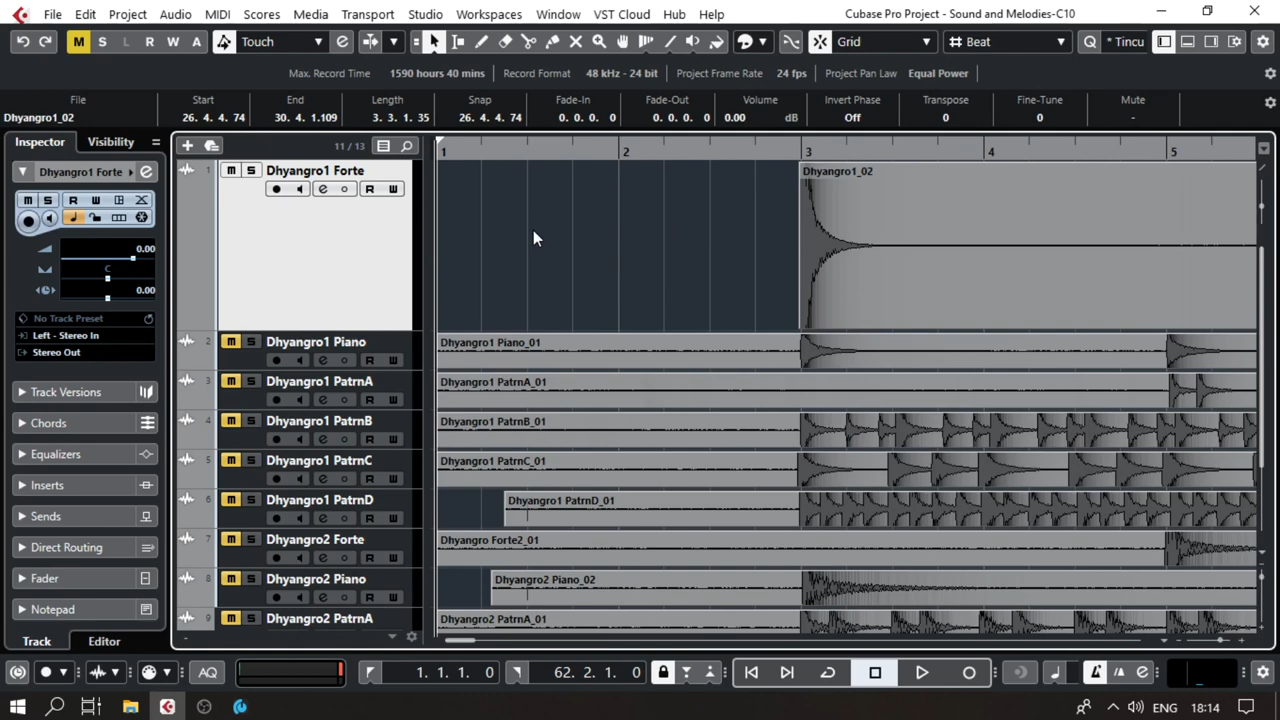 File Edit Project Audio MIDI Scores Media Transport Studio Workspaces Window VST Cloud Hub Help Cubase Pro Project - Sound and Melodies-C10
M S L R W A Touch Grid Beat * Tincu
Max. Record Time 1590 hours 40 mins Record Format 48 kHz - 24 bit Project Frame Rate 24 fps Project Pan Law Equal Power
File Start End Length Snap Fade-In Fade-Out Volume Invert Phase Transpose Fine-Tune Mute
Dhyangro1_02 26. 4. 4. 74 30. 4. 1.109 3. 3. 1. 35 26. 4. 4. 74 0. 0. 0. 0 0. 0. 0. 0 0.00 dB Off 0 0 -
Inspector Visibility 11 / 13 1 2 3 4 5
Dhyangro1 Forte
M S R W
0.00
C
0.00
No Track Preset
Left - Stereo In
Stereo Out
Track Versions
Chords
Equalizers
Inserts
Sends
Direct Routing
Fader
Notepad
Track Editor
1 M S Dhyangro1 Forte R W Dhyangro1_02
2 M S Dhyangro1 Piano R W Dhyangro1 Piano_01
3 M S Dhyangro1 PatrnA R W Dhyangro1 PatrnA_01
4 M S Dhyangro1 PatrnB R W Dhyangro1 PatrnB_01
5 M S Dhyangro1 PatrnC R W Dhyangro1 PatrnC_01
6 M S Dhyangro1 PatrnD R W Dhyangro1 PatrnD_01
7 M S Dhyangro2 Forte R W Dhyangro Forte2_01
8 M S Dhyangro2 Piano R W Dhyangro2 Piano_02
9 M S Dhyangro2 PatrnA Dhyangro2 PatrnA_01
AQ 1. 1. 1. 0 62. 2. 1. 0
ENG 18:14